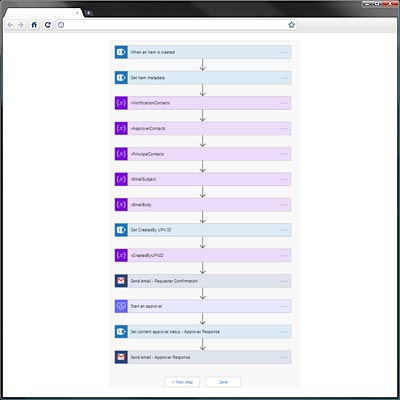 When an item is created
Get item metadata
vNotificationContacts
vApproverContacts
vPrincipalContacts
vEmailSubject
vEmailBody
Get CreatedBy UPN ID
vCreatedByUPNID
Send email - Requester Confirmation
Start an approval
Set content approval status - Approver Response
Send email - Approver Response
+ New step
Save